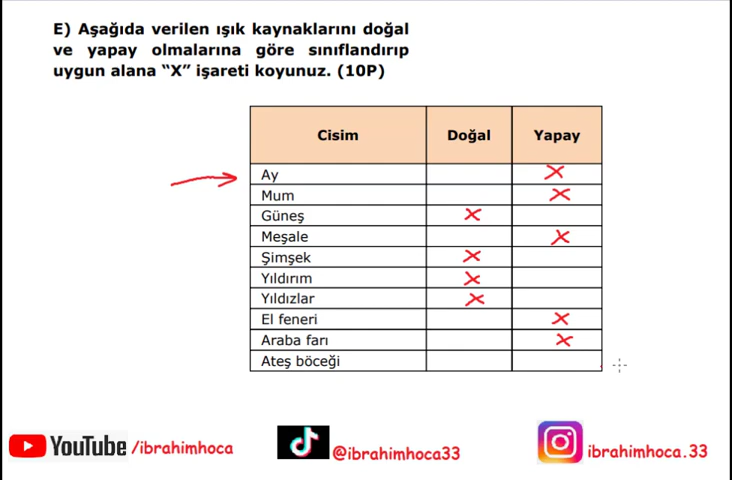 E) Aşağıda verilen ışık kaynaklarını doğal
ve yapay olmalarına göre sınıflandırıp
uygun alana “X” işareti koyunuz. (10P)
Cisim Doğal Yapay
Ay X
Mum X
Güneş X
Meşale X
Şimşek X
Yıldırım X
Yıldızlar X
El feneri X
Araba farı X
Ateş böceği
YouTube /ibrahimhoca @ibrahimhoca33 ibrahimhoca.33